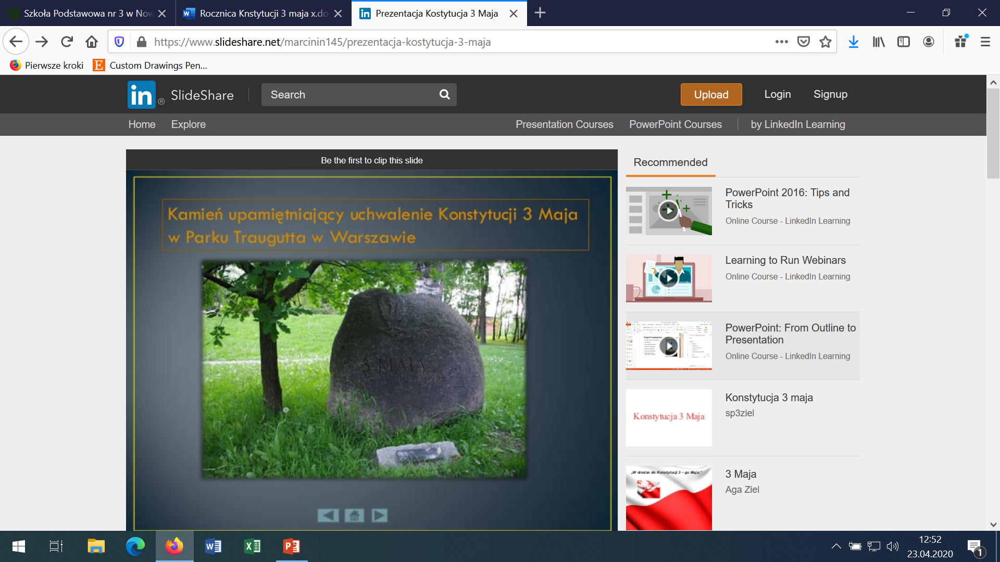 Szkoła Podstawowa nr 3 w Now
Rocznica Knstytucji 3 maja x.do
Prezentacja Kostytucja 3 Maja
https://www.slideshare.net/marcinin145/prezentacja-kostytucja-3-maja
Pierwsze kroki
Custom Drawings Pen...
in ® SlideShare
Search
Upload
Login
Signup
Home
Explore
Presentation Courses
PowerPoint Courses
by LinkedIn Learning
Be the first to clip this slide
Kamień upamiętniający uchwalenie Konstytucji 3 Maja
w Parku Traugutta w Warszawie
3 MAJA
Recommended
PowerPoint 2016: Tips and
Tricks
Online Course - LinkedIn Learning
Learning to Run Webinars
Online Course - LinkedIn Learning
PowerPoint: From Outline to
Presentation
Online Course - LinkedIn Learning
Konstytucja 3 Maja
Konstytucja 3 maja
sp3ziel
„W drodze do Konstytucji 3 – go Maja."
3 Maja
Aga Ziel
12:52
23.04.2020
1